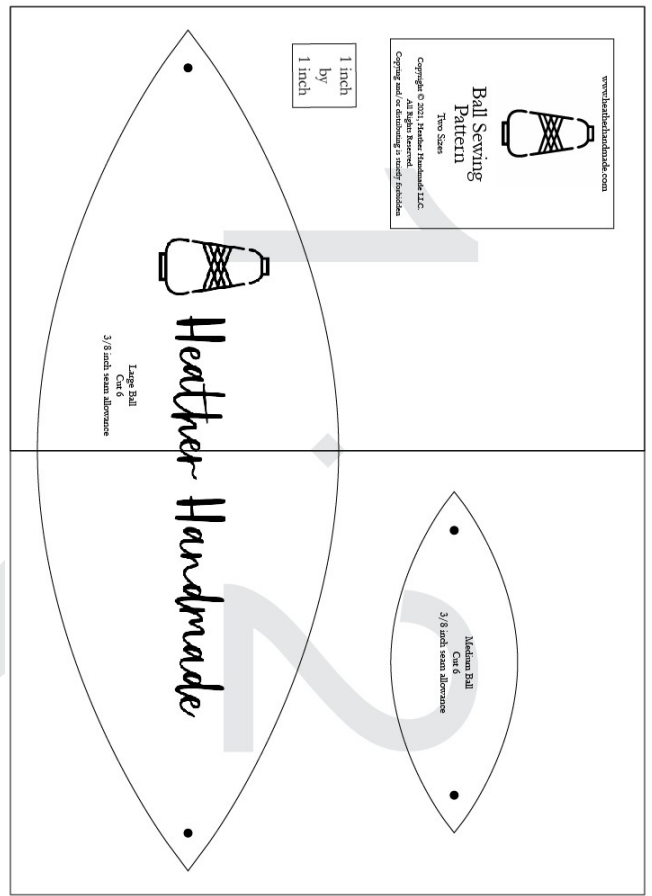 www.heatherhandmade.com
Ball Sewing
Pattern
Two Sizes
Copyright © 2021, Heather Handmade LLC.
All Rights Reserved.
Copying and/or distributing is strictly forbidden
1 inch
by
1 inch
1
Heather Handmade
Large Ball
Cut 6
3/8 inch seam allowance
2
Medium Ball
Cut 6
3/8 inch seam allowance